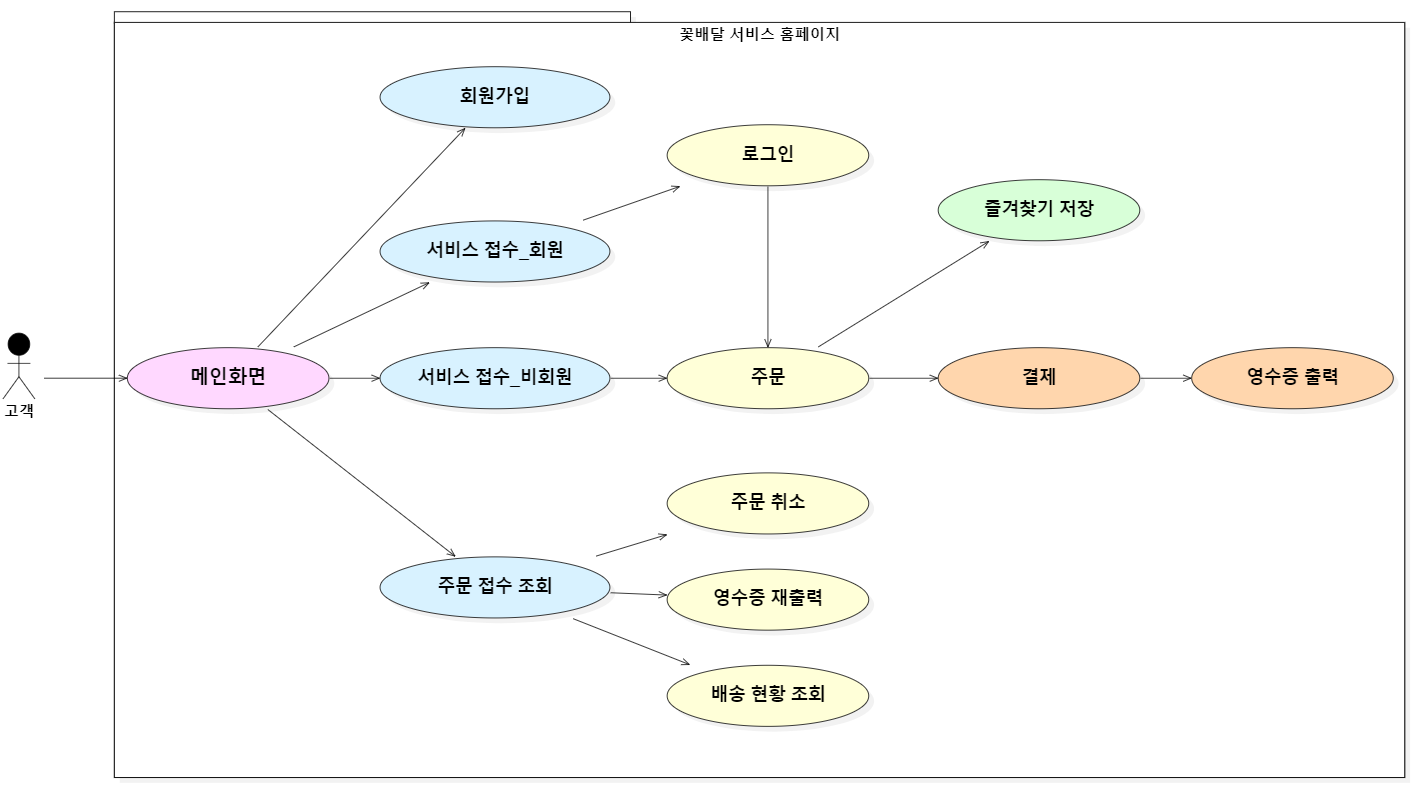 꽃배달 서비스 홈페이지
회원가입
로그인
즐겨찾기 저장
서비스 접수_회원
고객
메인화면
서비스 접수_비회원
주문
결제
영수증 출력
주문 취소
주문 접수 조회
영수증 재출력
배송 현황 조회